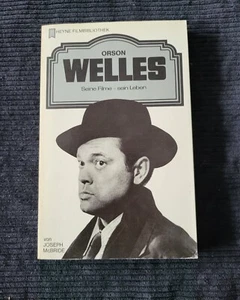 HEYNE FILMBIBLIOTHEK
ORSON
WELLES
Seine Filme – sein Leben
von
JOSEPH
McBRIDE